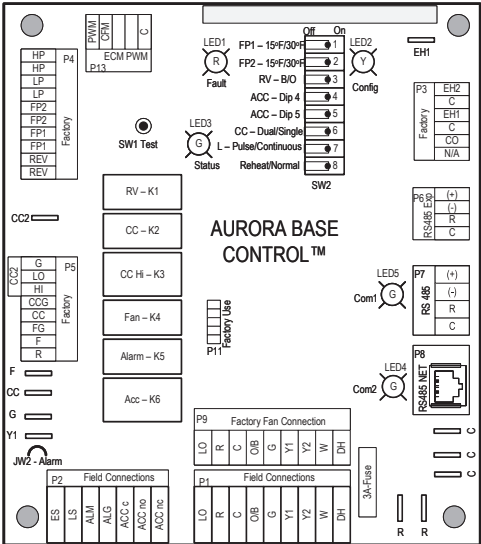 PWM
CFM
C
ECM PWM
P13
LED1
R
Fault
Off On
FP1 – 15ºF/30ºF 1
FP2 – 15ºF/30ºF 2
RV – B/O 3
ACC – Dip 4 4
ACC – Dip 5 5
CC – Dual/Single 6
L – Pulse/Continuous 7
Reheat/Normal 8
SW2
LED2
Y
Config
EH1
P4
HP
HP
LP
LP
FP2
FP2
FP1
FP1
REV
REV
Factory
SW1 Test
LED3
G
Status
P3
EH2
C
EH1
C
CO
N/A
Factory
RV – K1
CC – K2
CC Hi – K3
Fan – K4
Alarm – K5
Acc – K6
AURORA BASE
CONTROL™
P6
RS485 Exp
(+)
(-)
R
C
CC2
CC2
P5
G
LO
HI
CCG
CC
FG
F
R
Factory
Factory Use
P11
LED5
Com1
G
P7
RS 485
(+)
(-)
R
C
LED4
Com2
G
P8
RS485 NET
F
CC
G
Y1
JW2 - Alarm
P9 Factory Fan Connection
LO
R
C
O/B
G
Y1
Y2
W
DH
P2 Field Connections
ES
LS
ALM
ALG
ACC c
ACC no
ACC nc
P1 Field Connections
LO
R
C
O/B
G
Y1
Y2
W
DH
3A-Fuse
C
C
C
R R